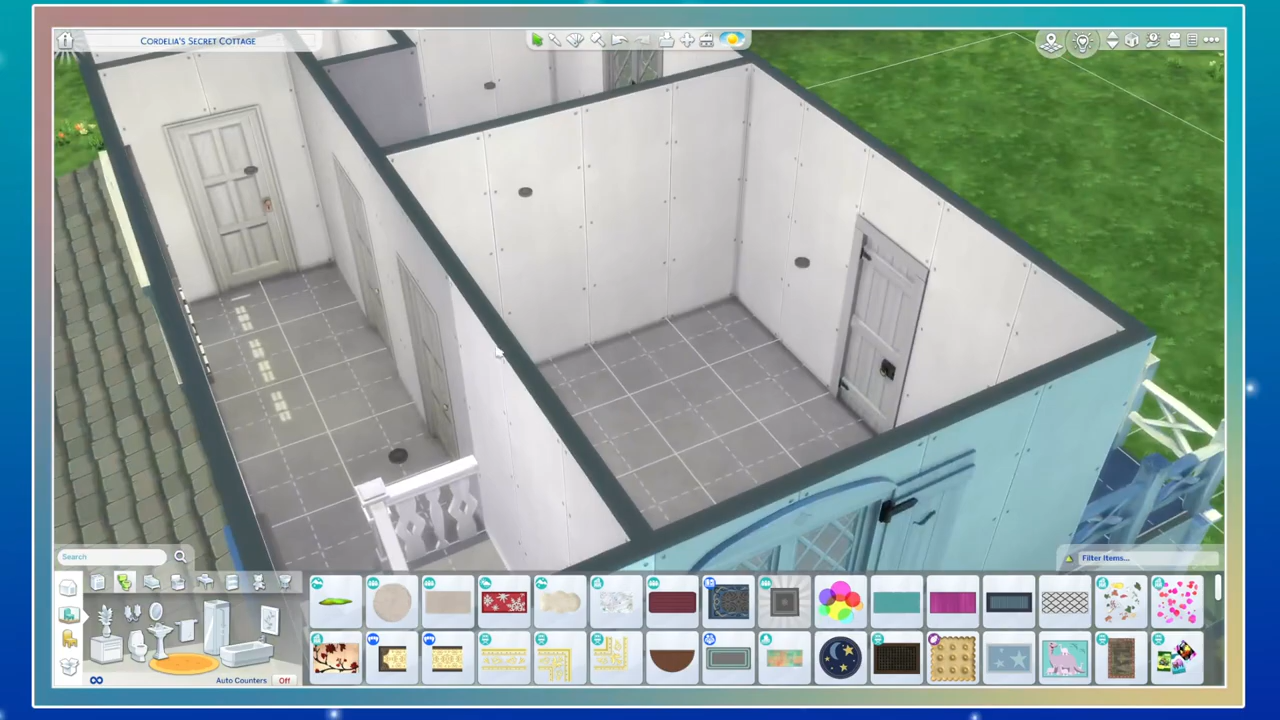 CORDELIA'S SECRET COTTAGE
Search
Filter Items...
Auto Counters
Off